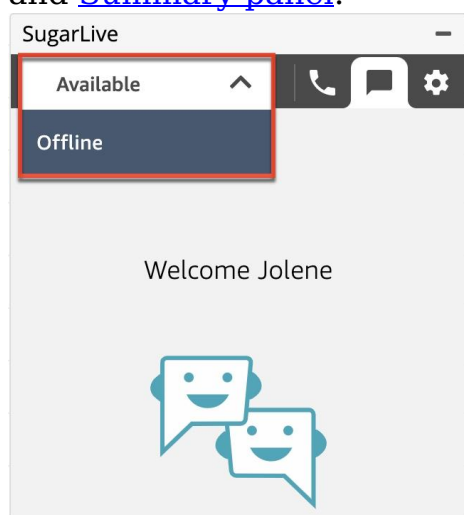 and Summary panel.
SugarLive
Available
Offline
Welcome Jolene